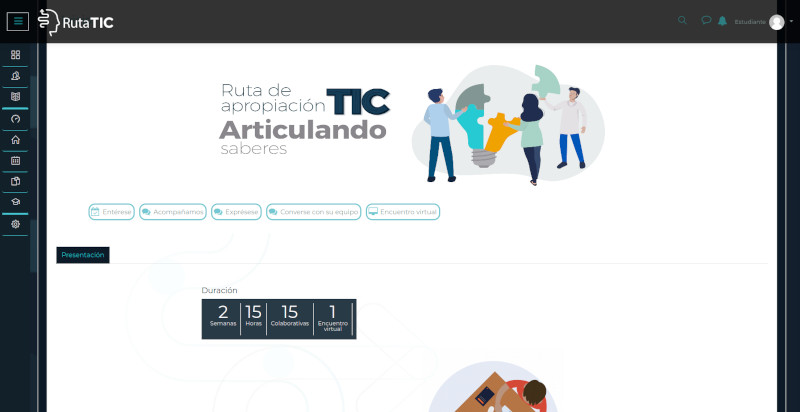 RutaTIC
Estudiante
Ruta de
apropiación TIC
Articulando
saberes
Entérese
Acompañamos
Exprésese
Converse con su equipo
Encuentro virtual
Presentación
Duración
2 15 15 1
Semanas Horas Colaborativas Encuentro
virtual